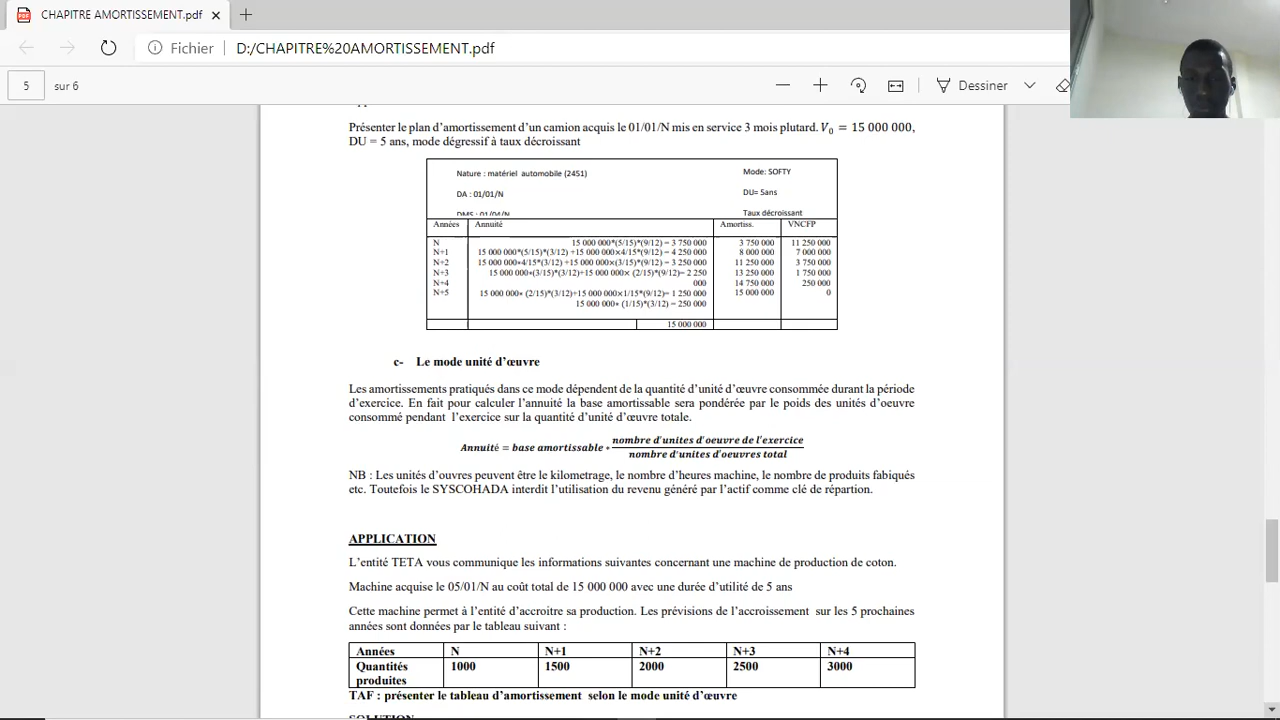 CHAPITRE AMORTISSEMENT.pdf
Fichier D:/CHAPITRE%20AMORTISSEMENT.pdf
5 sur 6 Dessiner
Présenter le plan d'amortissement d'un camion acquis le 01/01/N mis en service 3 mois plutard. V₀ = 15 000 000,
DU = 5 ans, mode dégressif à taux décroissant
Nature : matériel automobile (2451) Mode: SOFTY
DA : 01/01/N DU= 5ans
DMS : 01/04/N Taux décroissant
Années Annuité Amortiss. VNCFP
N 15 000 000*(5/15)*(9/12) = 3 750 000 3 750 000 11 250 000
N+1 15 000 000*(5/15)*(3/12) +15 000 000×4/15*(9/12)= 4 250 000 8 000 000 7 000 000
N+2 15 000 000*4/15*(3/12) +15 000 000×(3/15)*(9/12) = 3 250 000 11 250 000 3 750 000
N+3 15 000 000*(3/15)*(3/12)+15 000 000× (2/15)*(9/12)= 2 250 13 250 000 1 750 000
N+4 000 14 750 000 250 000
N+5 15 000 000* (2/15)*(3/12)+15 000 000×1/15*(9/12)= 1 250 000 15 000 000 0
15 000 000* (1/15)*(3/12) = 250 000
15 000 000
c- Le mode unité d'œuvre
Les amortissements pratiqués dans ce mode dépendent de la quantité d'unité d'œuvre consommée durant la période
d'exercice. En fait pour calculer l'annuité la base amortissable sera pondérée par le poids des unités d'oeuvre
consommé pendant l'exercice sur la quantité d'unité d'œuvre totale.
Annuité = base amortissable * nombre d'unites d'oeuvre de l'exercice
nombre d'unites d'oeuvres total
NB : Les unités d'ouvres peuvent être le kilometrage, le nombre d'heures machine, le nombre de produits fabiqués
etc. Toutefois le SYSCOHADA interdit l'utilisation du revenu généré par l'actif comme clé de répartion.
APPLICATION
L'entité TETA vous communique les informations suivantes concernant une machine de production de coton.
Machine acquise le 05/01/N au coût total de 15 000 000 avec une durée d'utilité de 5 ans
Cette machine permet à l'entité d'accroitre sa production. Les prévisions de l'accroissement sur les 5 prochaines
années sont données par le tableau suivant :
Années N N+1 N+2 N+3 N+4
Quantités 1000 1500 2000 2500 3000
produites
TAF : présenter le tableau d'amortissement selon le mode unité d'œuvre
SOLUTION